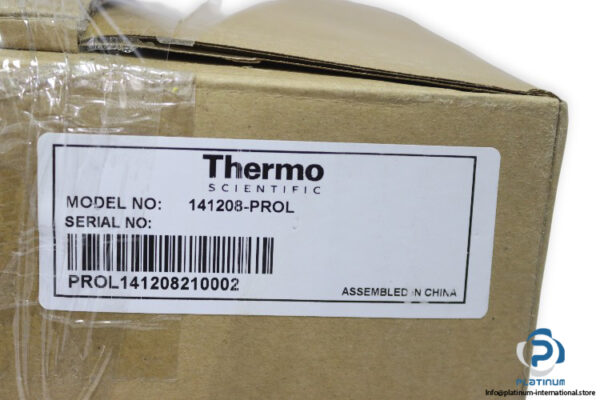 Thermo
SCIENTIFIC
MODEL NO: 141208-PROL
SERIAL NO:
PROL141208210002
ASSEMBLED IN CHINA
PLATINUM
Info@platinum-international.store